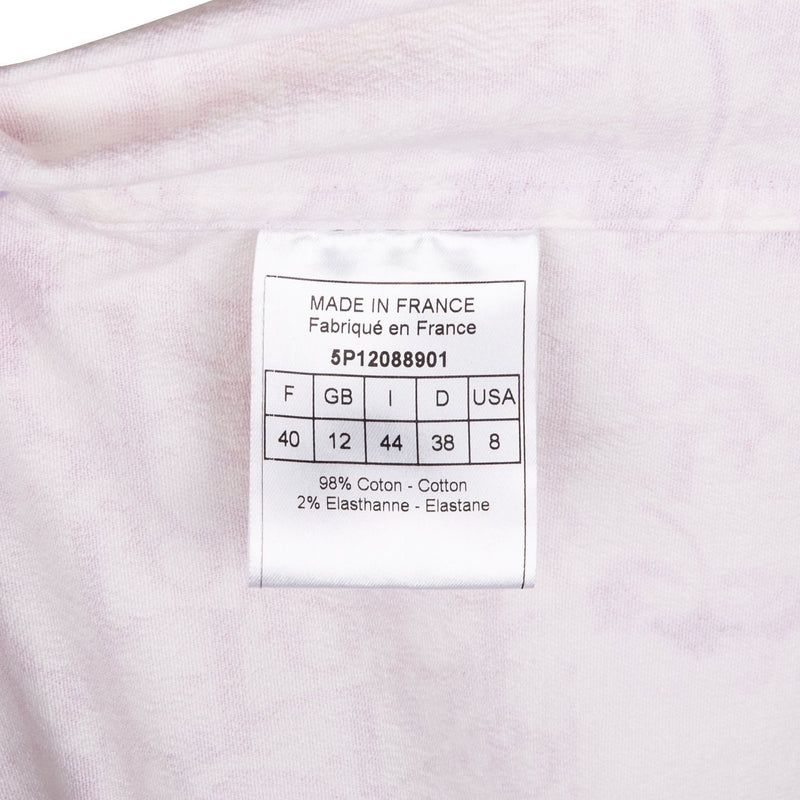 MADE IN FRANCE
Fabriqué en France
5P12088901
F GB I D USA
40 12 44 38 8
98% Coton - Cotton
2% Elasthanne - Elastane